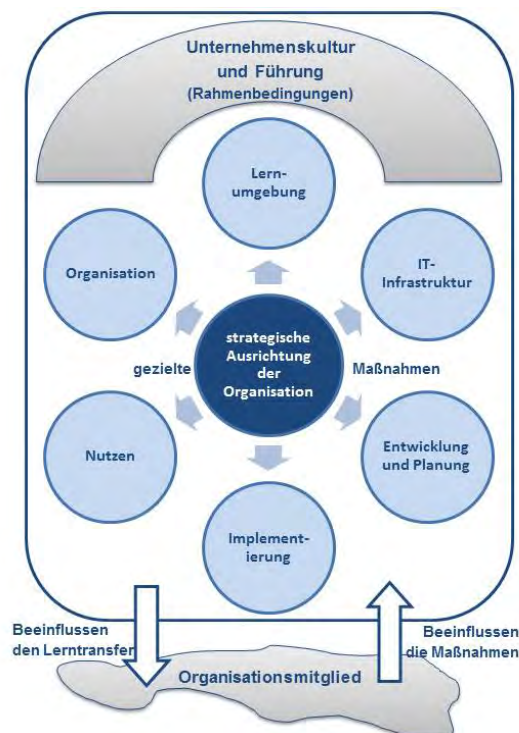 Unternehmenskultur
und Führung
(Rahmenbedingungen)
Lern-
umgebung
Organisation
IT-
Infrastruktur
strategische
Ausrichtung
der
Organisation
gezielte
Maßnahmen
Nutzen
Entwicklung
und Planung
Implement-
ierung
Beeinflussen
den Lerntransfer
Beeinflussen
die Maßnahmen
Organisationsmitglied